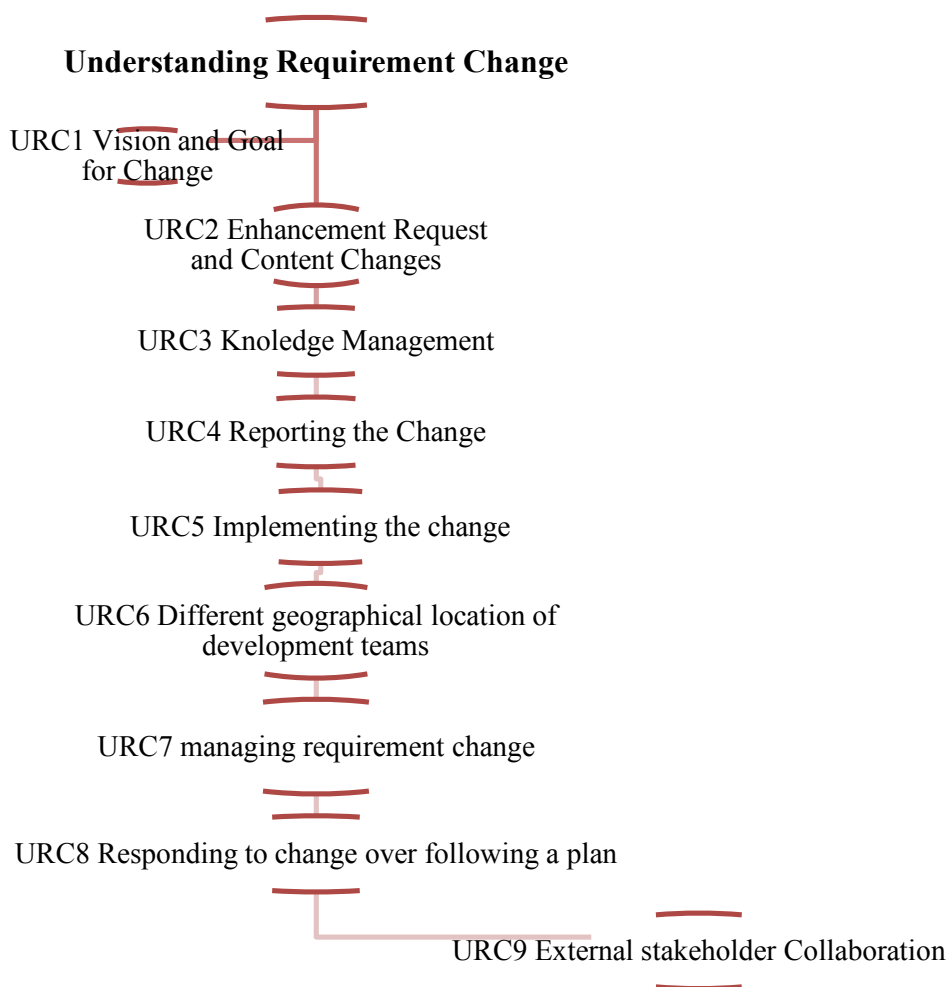 Understanding Requirement Change
URC1 Vision and Goal
for Change
URC2 Enhancement Request
and Content Changes
URC3 Knoledge Management
URC4 Reporting the Change
URC5 Implementing the change
URC6 Different geographical location of
development teams
URC7 managing requirement change
URC8 Responding to change over following a plan
URC9 External stakeholder Collaboration